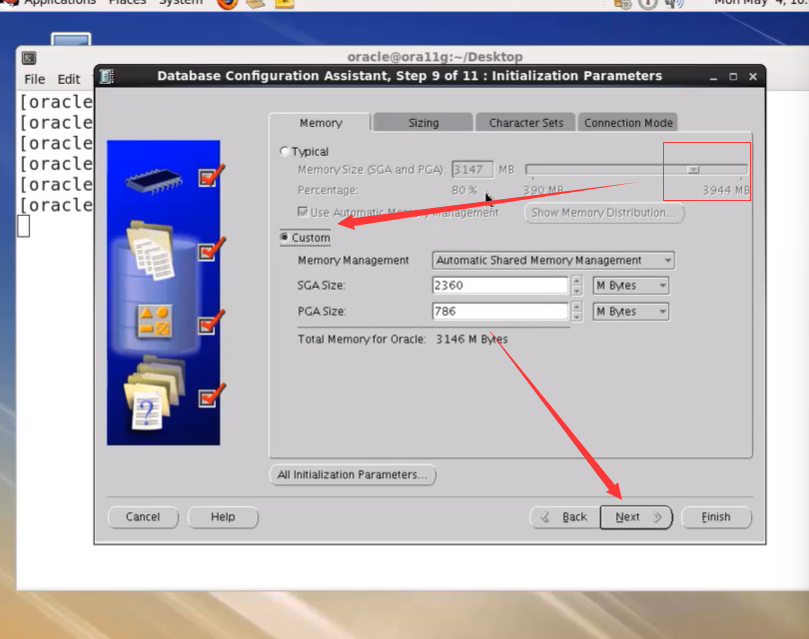 Applications Places System
oracle@ora11g:~/Desktop
File Edit
Database Configuration Assistant, Step 9 of 11 : Initialization Parameters
[oracle
[oracle
[oracle
[oracle
[oracle
[oracle
Memory Sizing Character Sets Connection Mode
Typical
Memory Size (SGA and PGA): 3147 MB
Percentage: 80 % 390 MB 3944 MB
Use Automatic Memory Management Show Memory Distribution...
Custom
Memory Management Automatic Shared Memory Management
SGA Size: 2360 M Bytes
PGA Size: 786 M Bytes
Total Memory for Oracle: 3146 M Bytes
?
All Initialization Parameters...
Cancel Help Back Next Finish